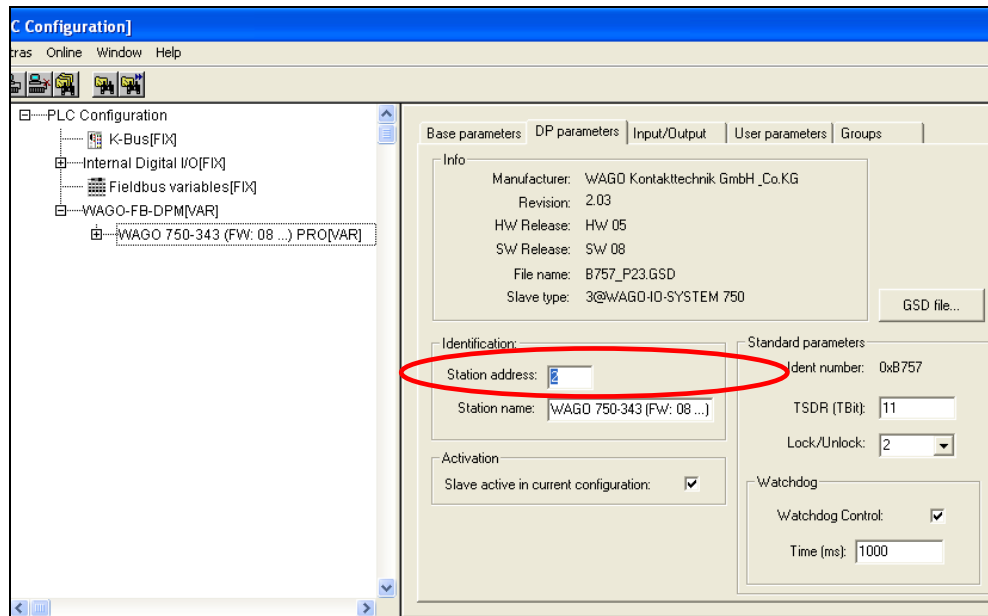 C Configuration]
tras Online Window Help
PLC Configuration
K-Bus[FIX]
Internal Digital I/O[FIX]
Fieldbus variables[FIX]
WAGO-FB-DPM[VAR]
WAGO 750-343 (FW: 08 ...) PRO[VAR]
Base parameters DP parameters Input/Output User parameters Groups
Info
Manufacturer: WAGO Kontakttechnik GmbH _Co.KG
Revision: 2.03
HW Release: HW 05
SW Release: SW 08
File name: B757_P23.GSD
Slave type: 3@WAGO-IO-SYSTEM 750
GSD file...
Identification:
Station address: 2
Station name: WAGO 750-343 (FW: 08 ...)
Activation
Slave active in current configuration:
Standard parameters
Ident number: 0xB757
TSDR (TBit): 11
Lock/Unlock: 2
Watchdog
Watchdog Control:
Time (ms): 1000